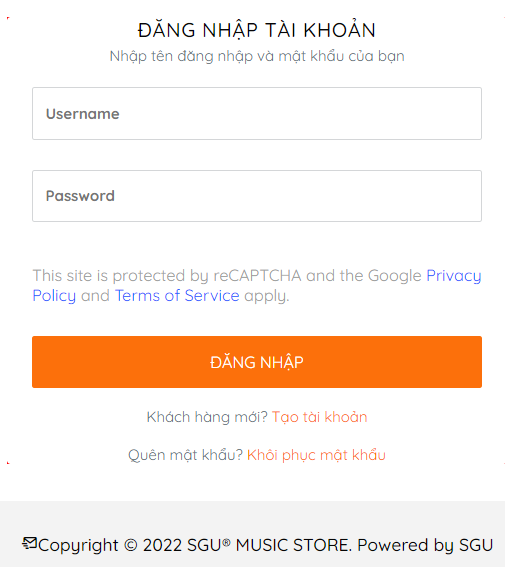 ĐĂNG NHẬP TÀI KHOẢN
Nhập tên đăng nhập và mật khẩu của bạn
Username
Password
This site is protected by reCAPTCHA and the Google Privacy
Policy and Terms of Service apply.
ĐĂNG NHẬP
Khách hàng mới? Tạo tài khoản
Quên mật khẩu? Khôi phục mật khẩu
Copyright © 2022 SGU® MUSIC STORE. Powered by SGU